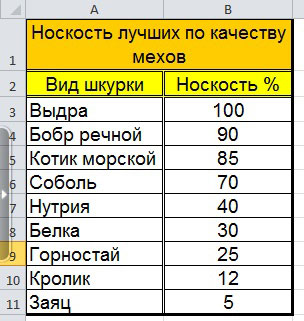 A B
1 Носкость лучших по качеству
мехов
2 Вид шкурки Носкость %
3 Выдра 100
4 Бобр речной 90
5 Котик морской 85
6 Соболь 70
7 Нутрия 40
8 Белка 30
9 Горностай 25
10 Кролик 12
11 Заяц 5